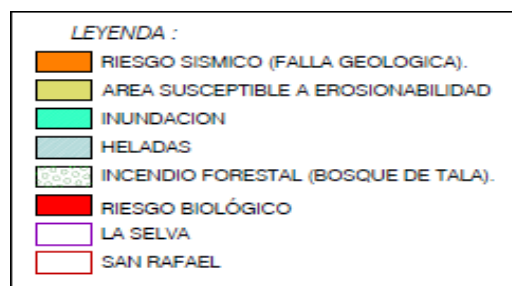 LEYENDA :
RIESGO SISMICO (FALLA GEOLOGICA).
AREA SUSCEPTIBLE A EROSIONABILIDAD
INUNDACION
HELADAS
INCENDIO FORESTAL (BOSQUE DE TALA).
RIESGO BIOLÓGICO
LA SELVA
SAN RAFAEL